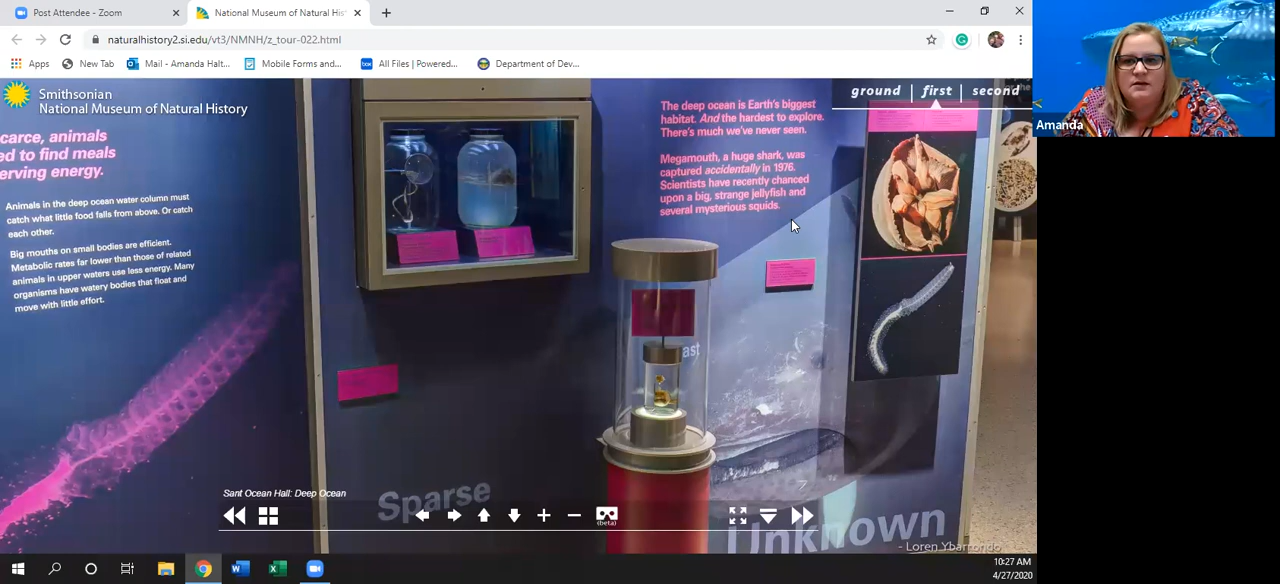 Post Attendee - Zoom
National Museum of Natural His
naturalhistory2.si.edu/vt3/NMNH/z_tour-022.html
Apps
New Tab
Mail - Amanda Halt...
Mobile Forms and...
All Files | Powered...
Department of Dev...
Smithsonian
National Museum of Natural History
ground | first | second
Amanda
carce, animals
ed to find meals
erving energy.
Animals in the deep ocean water column must
catch what little food falls from above. Or catch
each other.
Big mouths on small bodies are efficient.
Metabolic rates far lower than those of related
animals in upper waters use less energy. Many
organisms have watery bodies that float and
move with little effort.
The deep ocean is Earth's biggest
habitat. And the hardest to explore.
There's much we've never seen.
Megamouth, a huge shark, was
captured accidentally in 1976.
Scientists have recently chanced
upon a big, strange jellyfish and
several mysterious squids.
ast
Sant Ocean Hall: Deep Ocean
Sparse
(beta)
Unknown
- Loren Ybarrondo
10:27 AM
4/27/2020